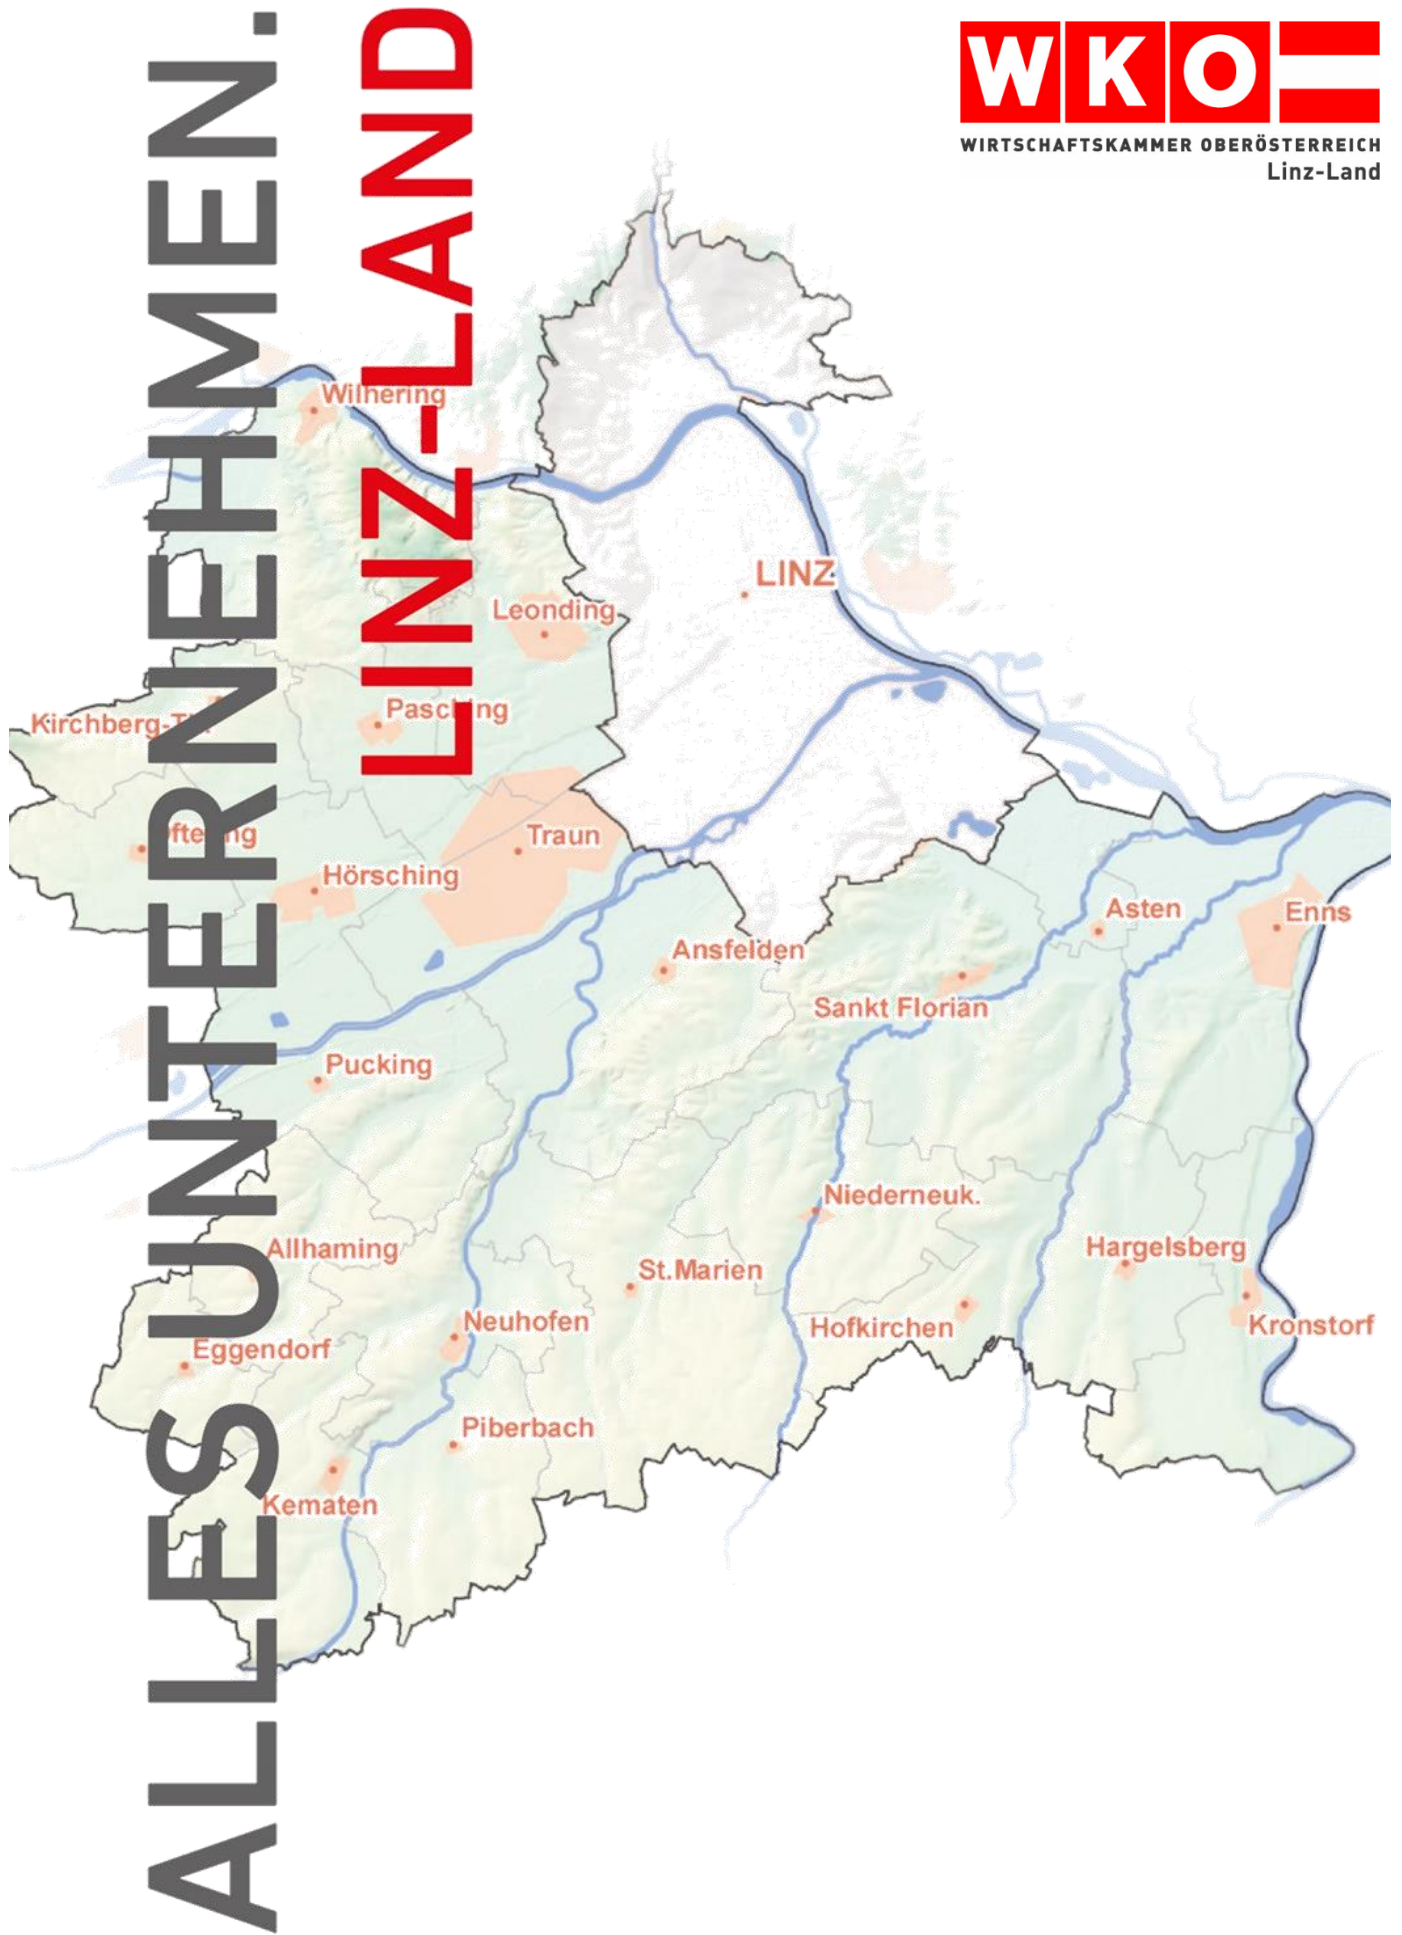 ALLES UNTERNEHMEN.
LINZ-LAND
WKO
WIRTSCHAFTSKAMMER OBERÖSTERREICH
Linz-Land
Wilhering
LINZ
Leonding
Pasching
Kirchberg-T
Traun
Hörsching
Asten
Enns
Ansfelden
Sankt Florian
Pucking
Niederneuk.
Allhaming
Hargelsberg
St.Marien
Neuhofen
Hofkirchen
Kronstorf
Eggendorf
Piberbach
Kematen